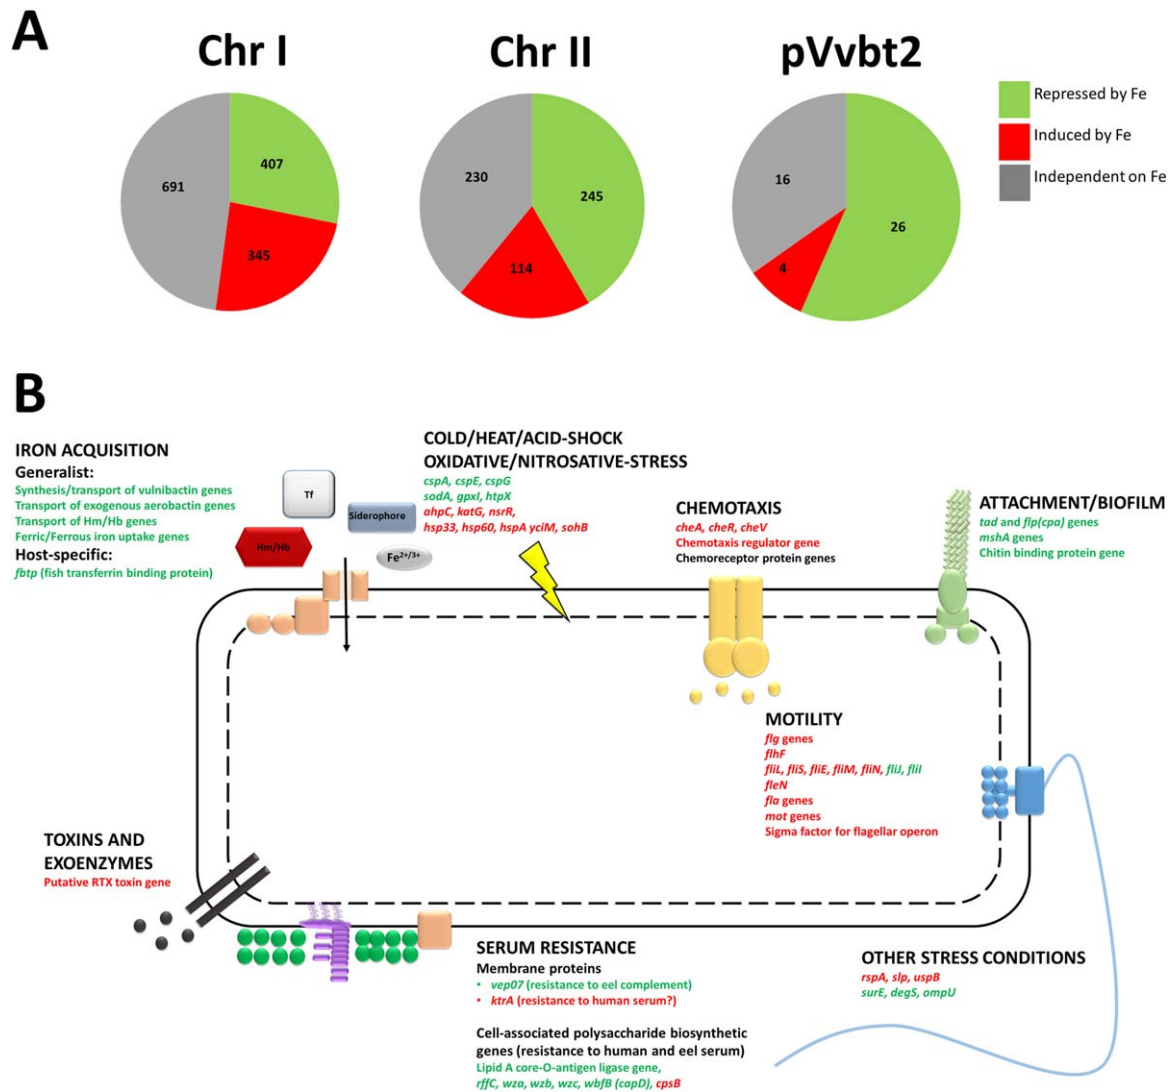 A
Chr I
Chr II
pVvbt2
407
345
691
245
114
230
26
4
16
Repressed by Fe
Induced by Fe
Independent on Fe
B
IRON ACQUISITION
Generalist:
Synthesis/transport of vulnibactin genes
Transport of exogenous aerobactin genes
Transport of Hm/Hb genes
Ferric/Ferrous iron uptake genes
Host-specific:
fbtp (fish transferrin binding protein)
Tf
Siderophore
Hm/Hb
Fe2+/3+
COLD/HEAT/ACID-SHOCK
OXIDATIVE/NITROSATIVE-STRESS
cspA, cspE, cspG
sodA, gpxI, htpX
ahpC, katG, nsrR,
hsp33, hsp60, hspA yciM, sohB
CHEMOTAXIS
cheA, cheR, cheV
Chemotaxis regulator gene
Chemoreceptor protein genes
ATTACHMENT/BIOFILM
tad and flp(cpa) genes
mshA genes
Chitin binding protein gene
MOTILITY
flg genes
flhF
fliL, fliS, fliE, fliM, fliN, fliJ, fliI
fleN
fla genes
mot genes
Sigma factor for flagellar operon
TOXINS AND
EXOENZYMES
Putative RTX toxin gene
SERUM RESISTANCE
Membrane proteins
• vep07 (resistance to eel complement)
• ktrA (resistance to human serum?)
Cell-associated polysaccharide biosynthetic
genes (resistance to human and eel serum)
Lipid A core-O-antigen ligase gene,
rffC, wza, wzb, wzc, wbfB (capD), cpsB
OTHER STRESS CONDITIONS
rspA, slp, uspB
surE, degS, ompU